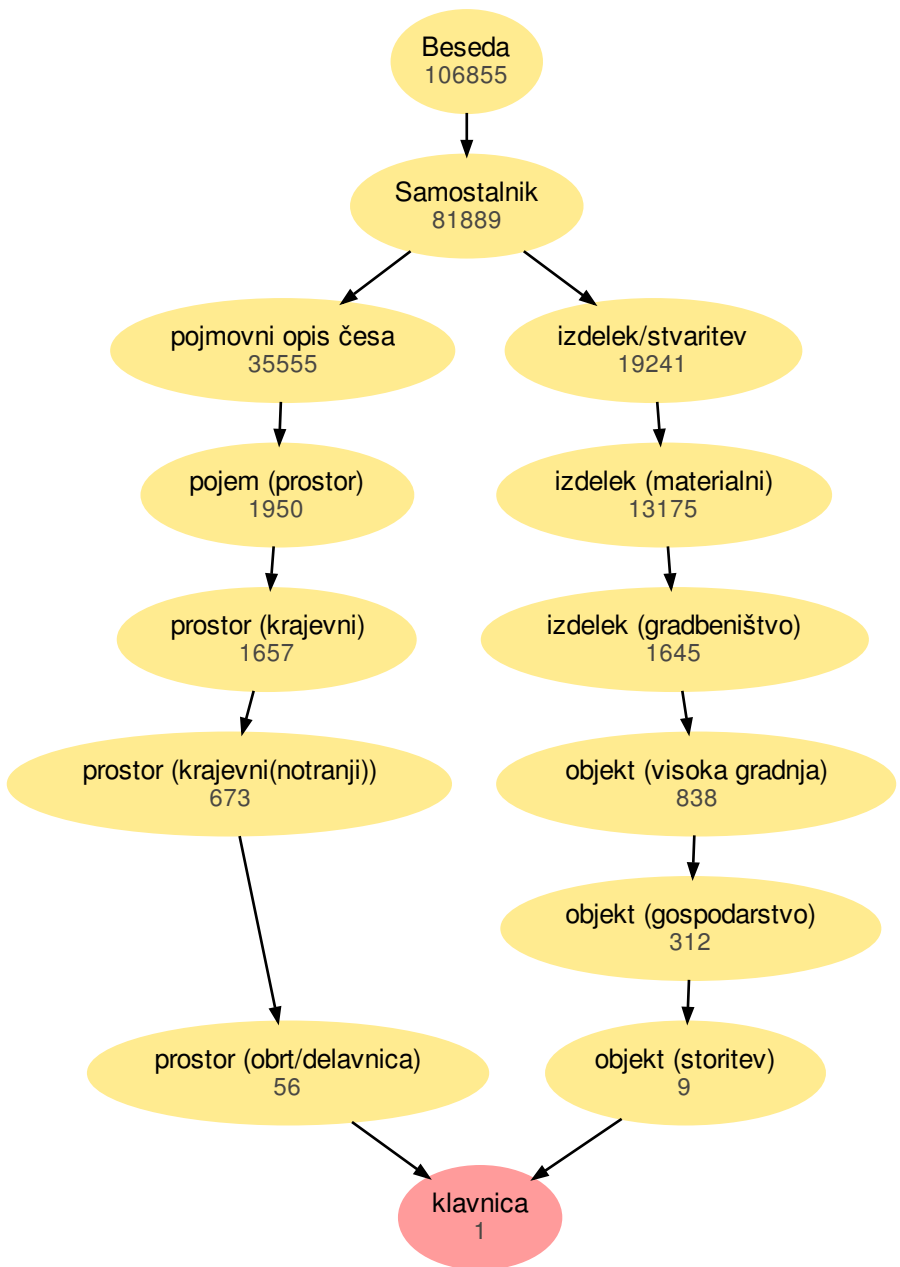 Beseda
106855
Samostalnik
81889
pojmovni opis česa
35555
izdelek/stvaritev
19241
pojem (prostor)
1950
izdelek (materialni)
13175
prostor (krajevni)
1657
izdelek (gradbeništvo)
1645
prostor (krajevni(notranji))
673
objekt (visoka gradnja)
838
objekt (gospodarstvo)
312
prostor (obrt/delavnica)
56
objekt (storitev)
9
klavnica
1